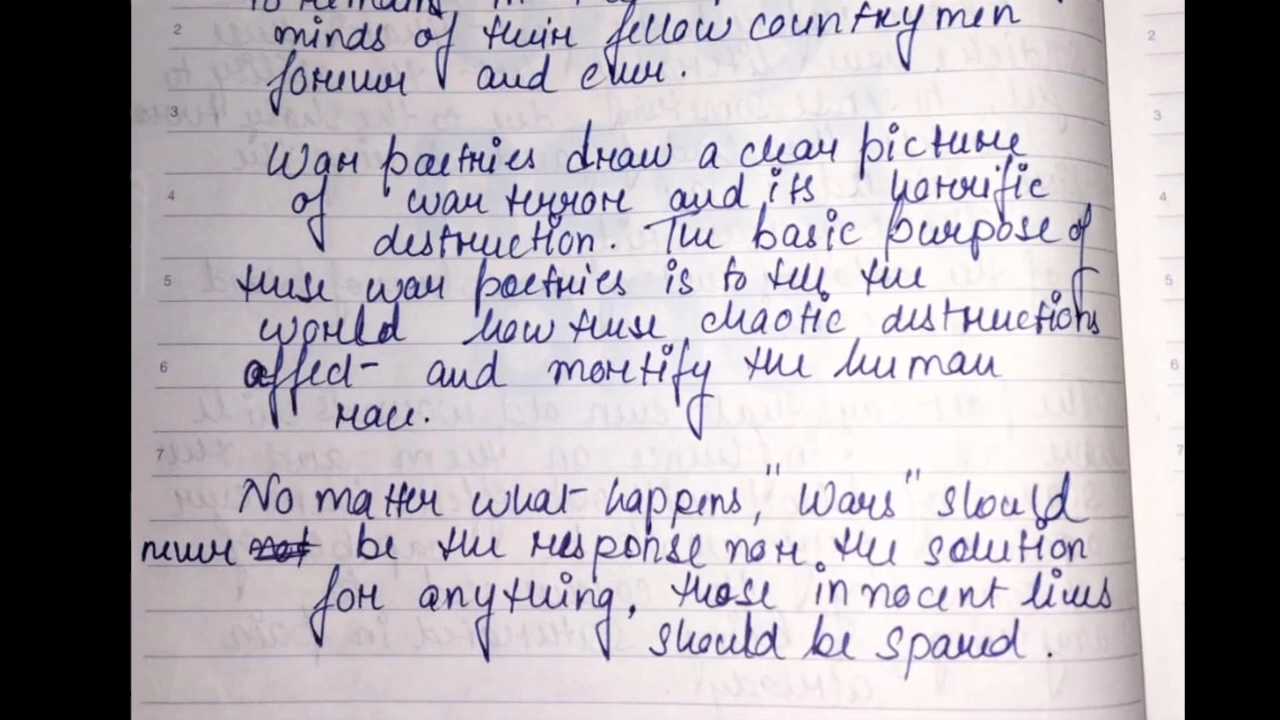 minds of their fellow countrymen
forever and ever.
War poetries draw a clear picture
of war terror and its horrific
destruction. The basic purpose of
these war poetries is to tell the
world how these chaotic destructions
affect and mortify the human
race.
No matter what happens, "Wars" should
never not be the response nor the solution
for anything, those innocent lives
should be spared.